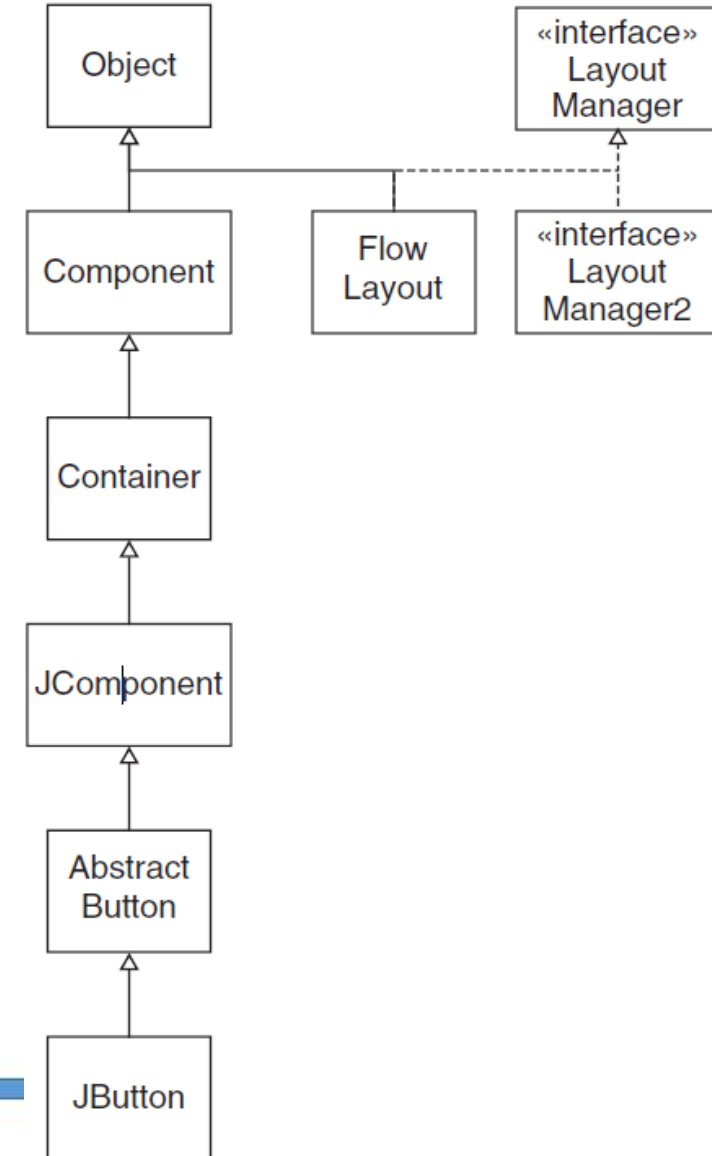 Object
«interface»
Layout
Manager
Component
Flow
Layout
«interface»
Layout
Manager2
Container
JComponent
Abstract
Button
JButton